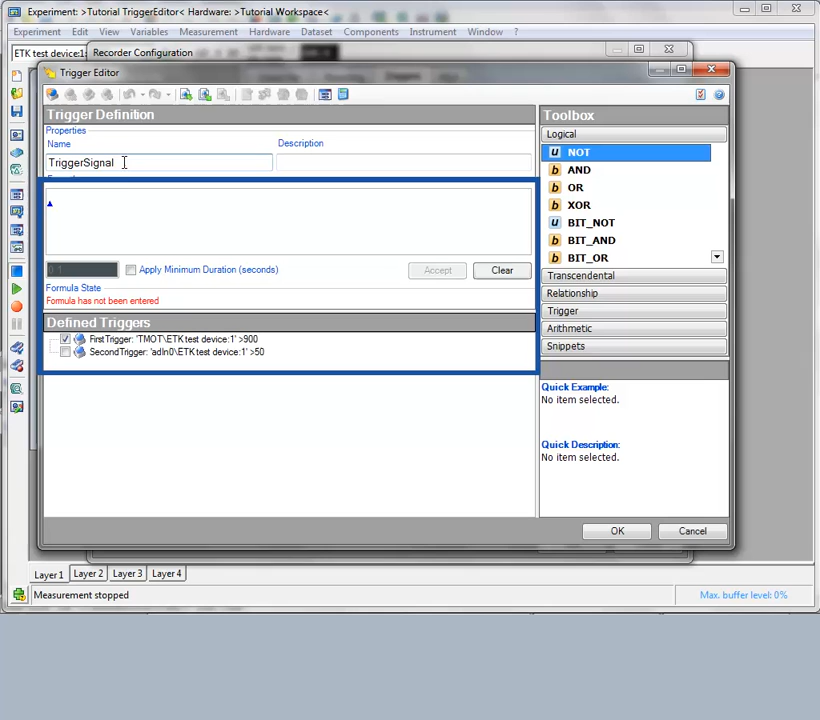 Experiment: >Tutorial TriggerEditor< Hardware: >Tutorial Workspace<
Experiment Edit View Variables Measurement Hardware Dataset Components Instrument Window ?
ETK test device:1
Recorder Configuration
Trigger Editor
Trigger Definition
Properties
Name
Description
TriggerSignal
Apply Minimum Duration (seconds)
Accept
Clear
Formula State
Formula has not been entered
Defined Triggers
FirstTrigger: 'TMOT\ETK test device:1' >900
SecondTrigger: 'adIn0\ETK test device:1' >50
Toolbox
Logical
u NOT
b AND
b OR
b XOR
u BIT_NOT
b BIT_AND
b BIT_OR
Transcendental
Relationship
Trigger
Arithmetic
Snippets
Quick Example:
No item selected.
Quick Description:
No item selected.
OK
Cancel
Layer 1 Layer 2 Layer 3 Layer 4
Measurement stopped
Max. buffer level: 0%